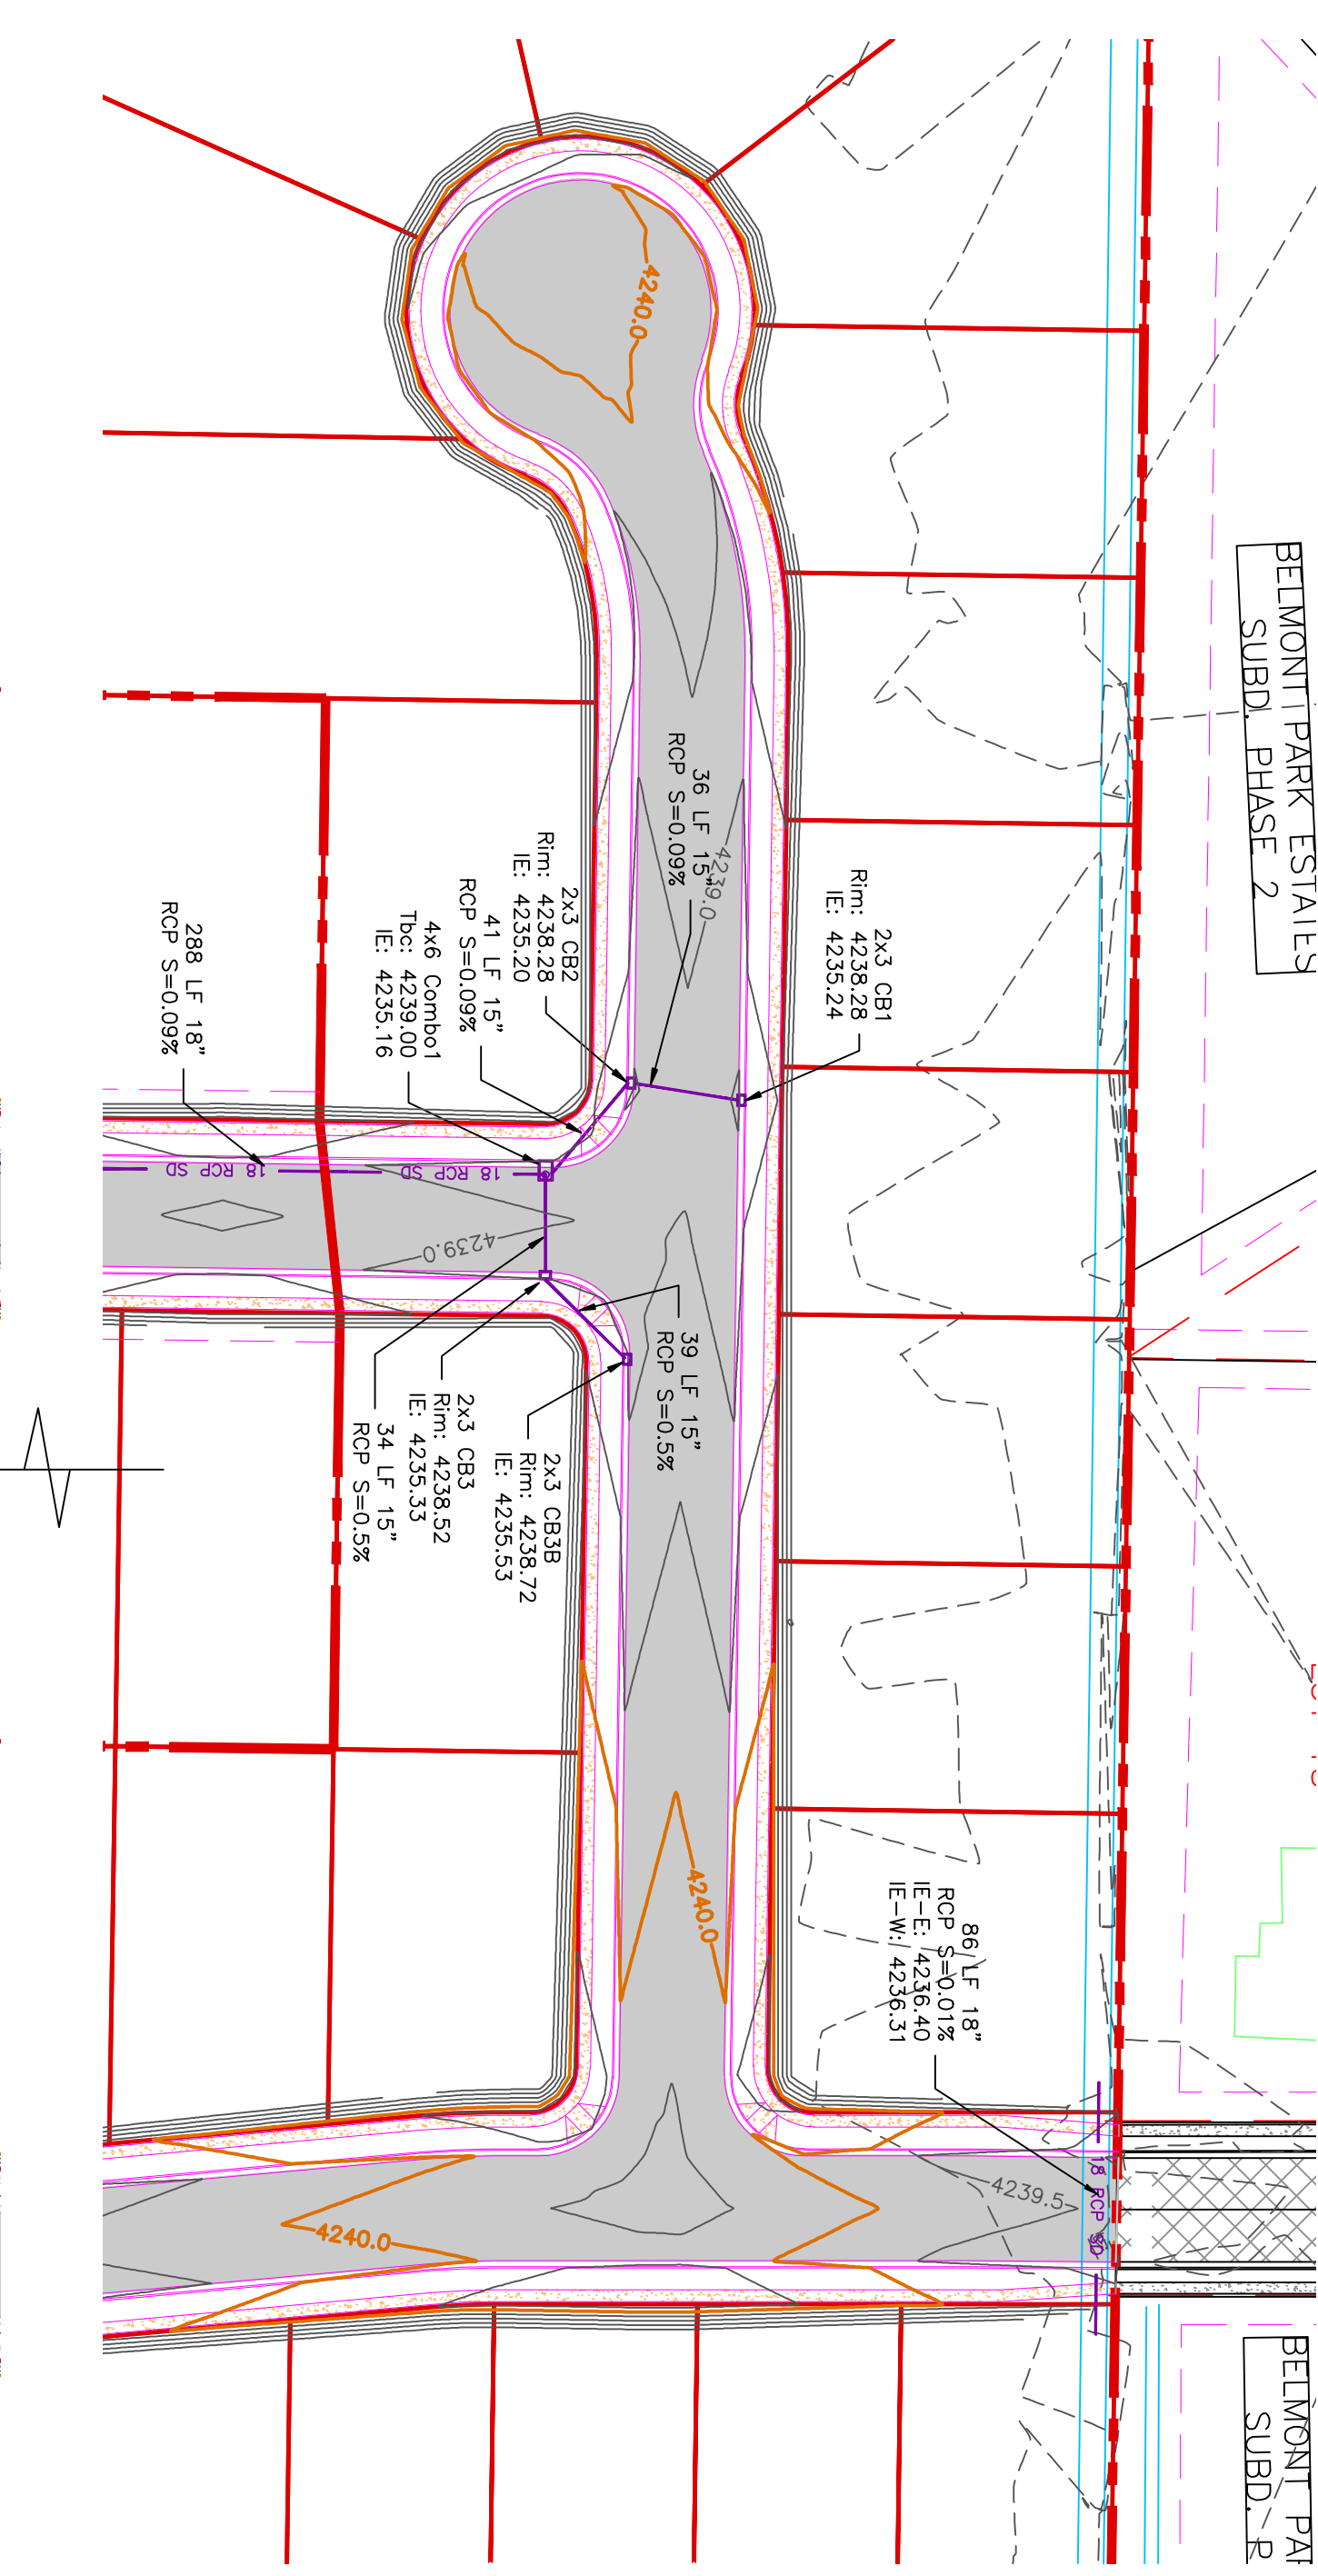 BELMONT PARK ESTATES
SUBD. PHASE 2
4240.0
36 LF 15"
RCP S=0.09%
4239.0
2x3 CB1
Rim: 4238.28
IE: 4235.24
2x3 CB2
Rim: 4238.28
IE: 4235.20
41 LF 15"
RCP S=0.09%
4x6 Combo1
Tbc: 4239.00
IE: 4235.16
288 LF 18"
RCP S=0.09%
18 RCP SD
18 RCP SD
4239.0
39 LF 15"
RCP S=0.5%
2x3 CB3B
Rim: 4238.72
IE: 4235.53
2x3 CB3
Rim: 4238.52
IE: 4235.33
34 LF 15"
RCP S=0.5%
4240.0
86 LF 18"
RCP S=0.01%
IE-E: 4236.40
IE-W: 4236.31
18 RCP SD
4239.5
4240.0
BELMONT PAR
SUBD. P